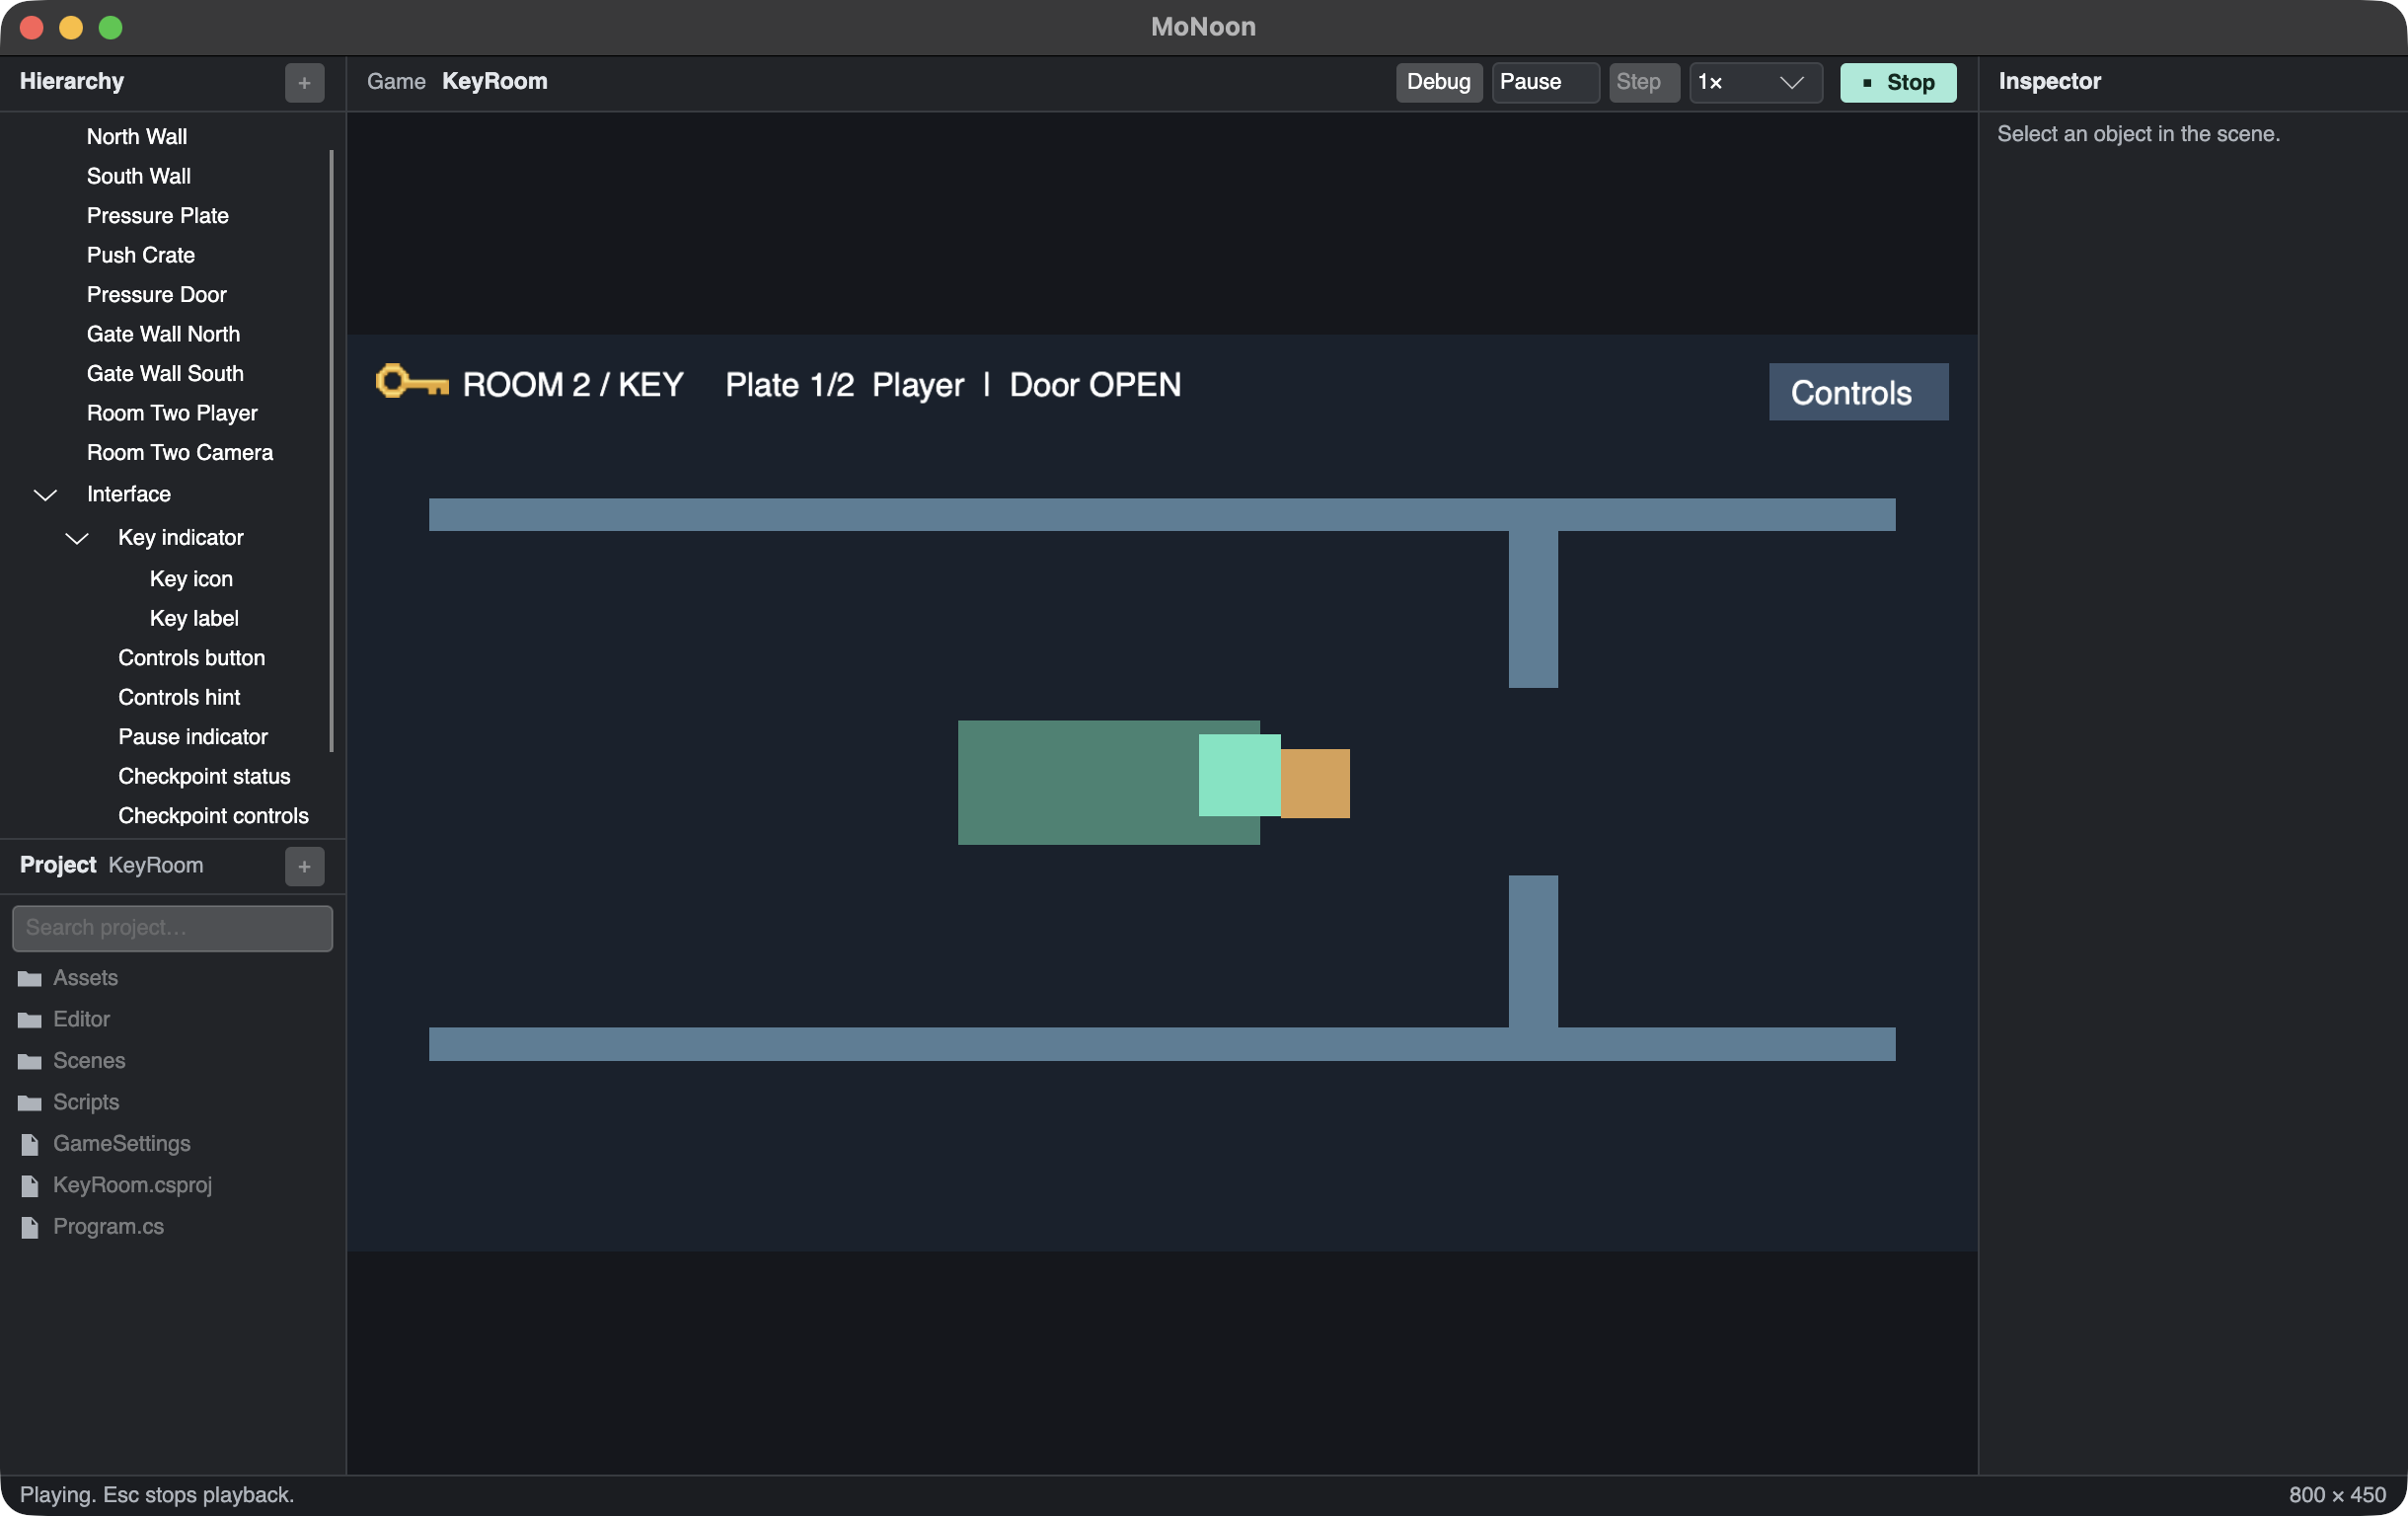 MoNoon
Hierarchy
+
Game KeyRoom
Debug
Pause
Step
1×
Stop
Inspector
Select an object in the scene.
North Wall
South Wall
Pressure Plate
Push Crate
Pressure Door
Gate Wall North
Gate Wall South
Room Two Player
Room Two Camera
Interface
Key indicator
Key icon
Key label
Controls button
Controls hint
Pause indicator
Checkpoint status
Checkpoint controls
ROOM 2 / KEY Plate 1/2 Player | Door OPEN
Controls
Project KeyRoom
+
Search project...
Assets
Editor
Scenes
Scripts
GameSettings
KeyRoom.csproj
Program.cs
Playing. Esc stops playback.
800 × 450